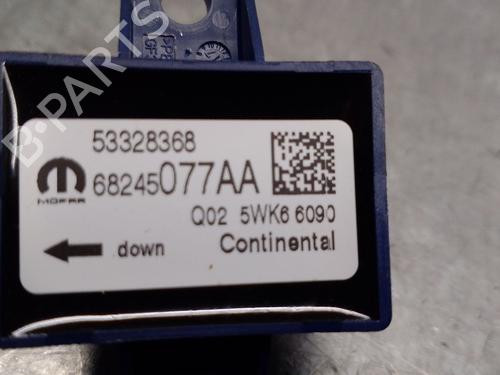 53328368
MOPAR
68245077AA
Q02 5WK6 6090
down
Continental
B-PARTS